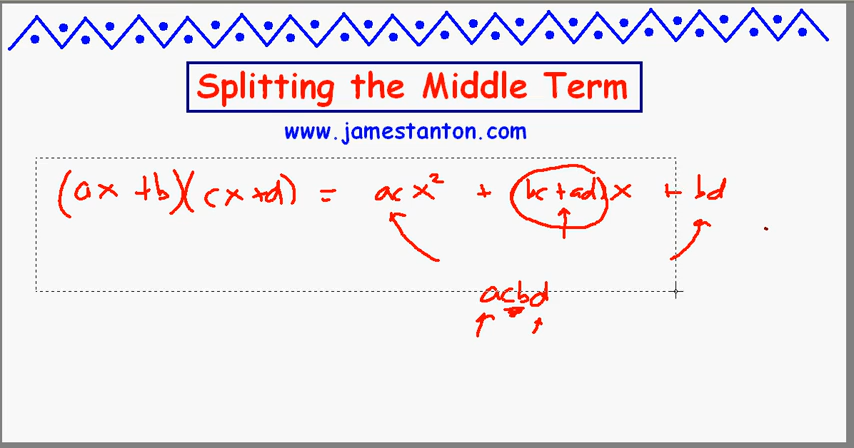 Splitting the Middle Term
www.jamestanton.com
(ax +b)(cx+d) = acx² + (bc+ad)x + bd
acbd